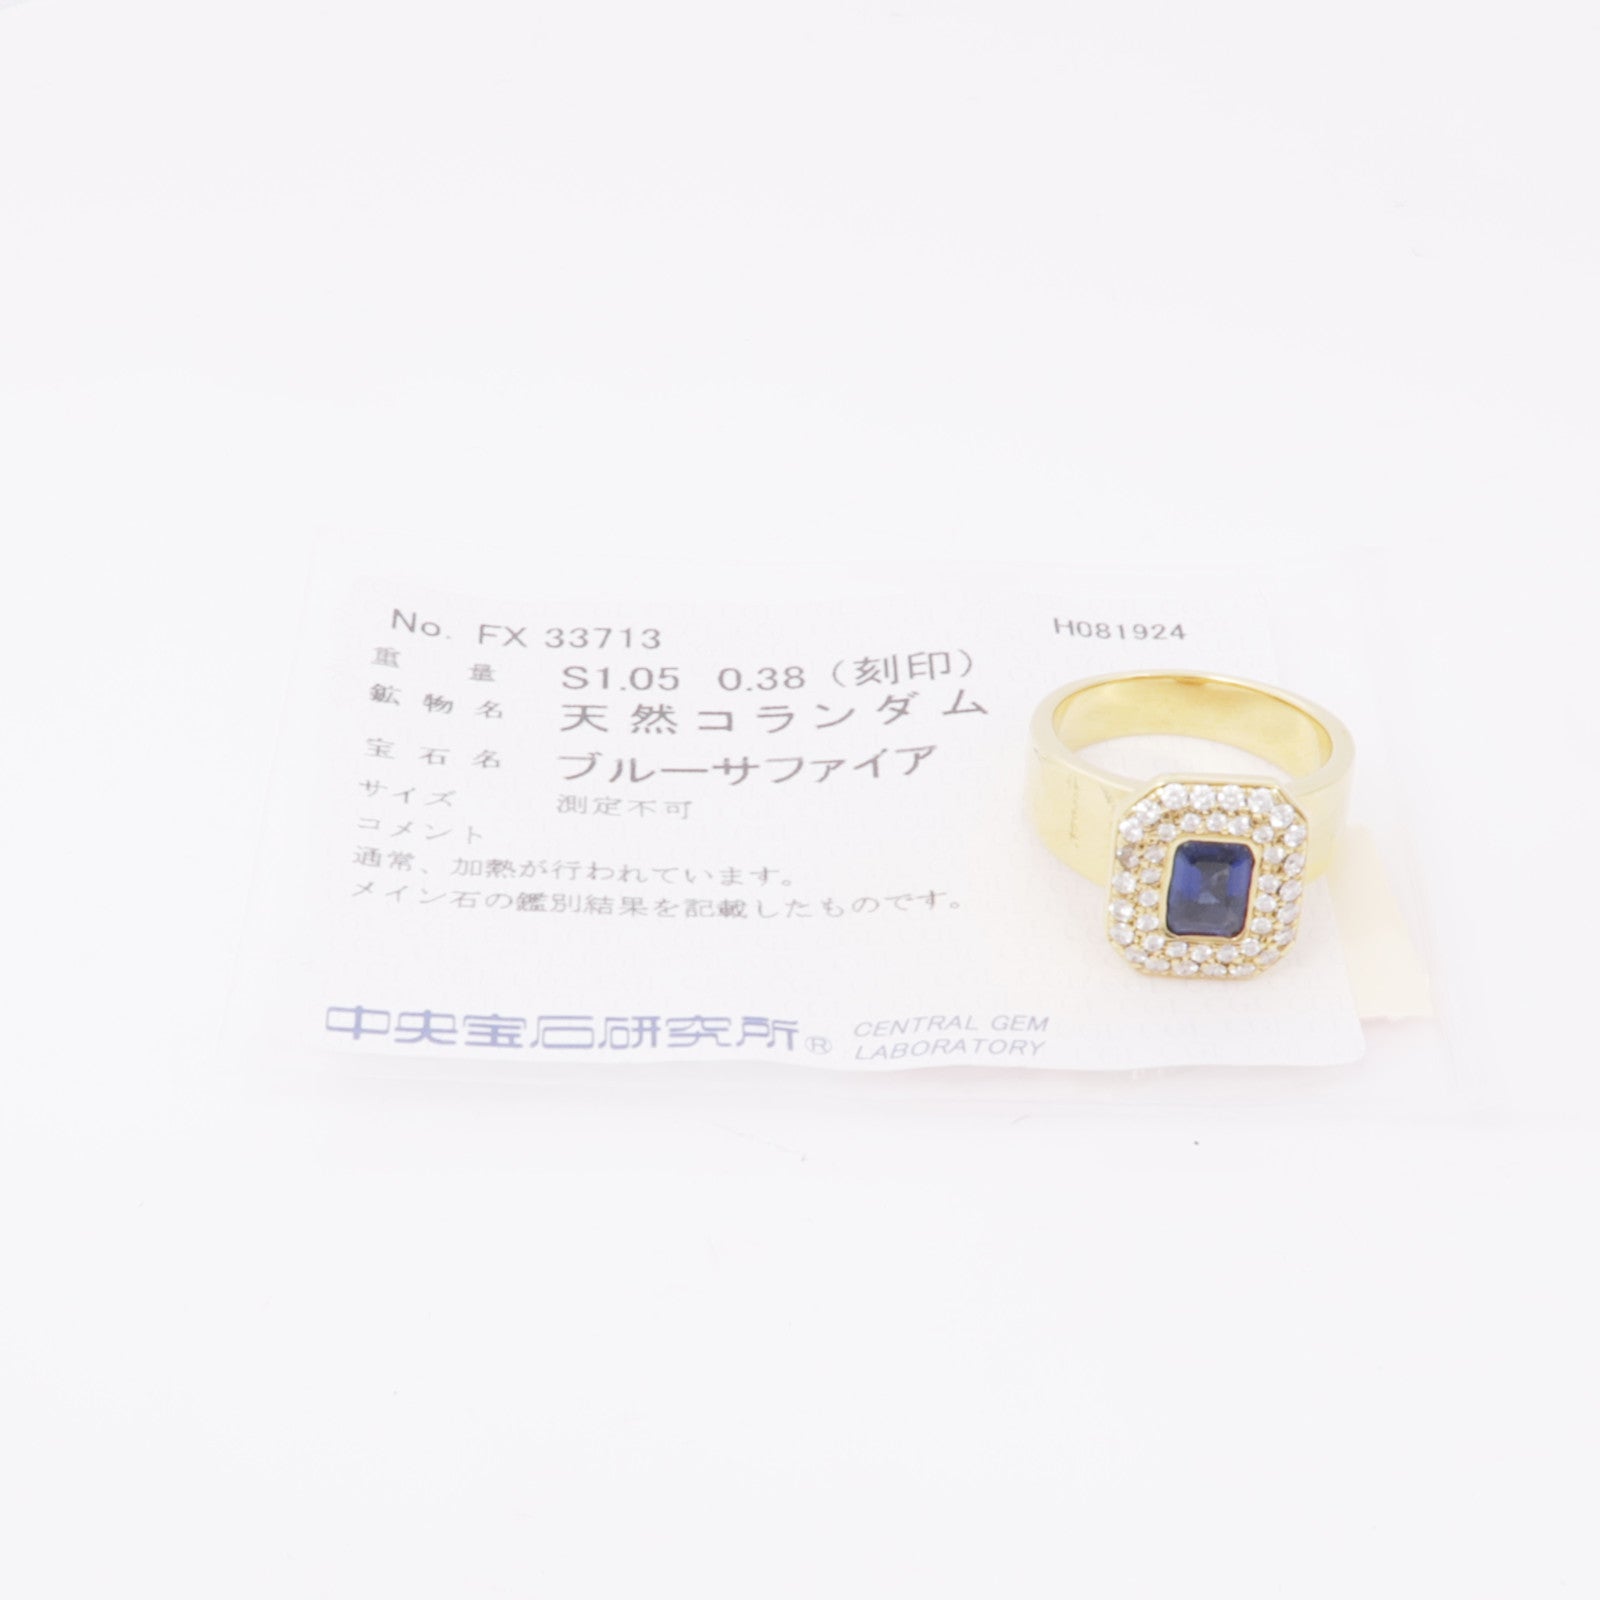 No. FX 33713
H081924
重量 S1.05 0.38（刻印）
鉱物名 天然コランダム
宝石名 ブルーサファイア
サイズ 測定不可
コメント
通常、加熱が行われています。
メイン石の鑑別結果を記載したものです。
中央宝石研究所® CENTRAL GEM
LABORATORY